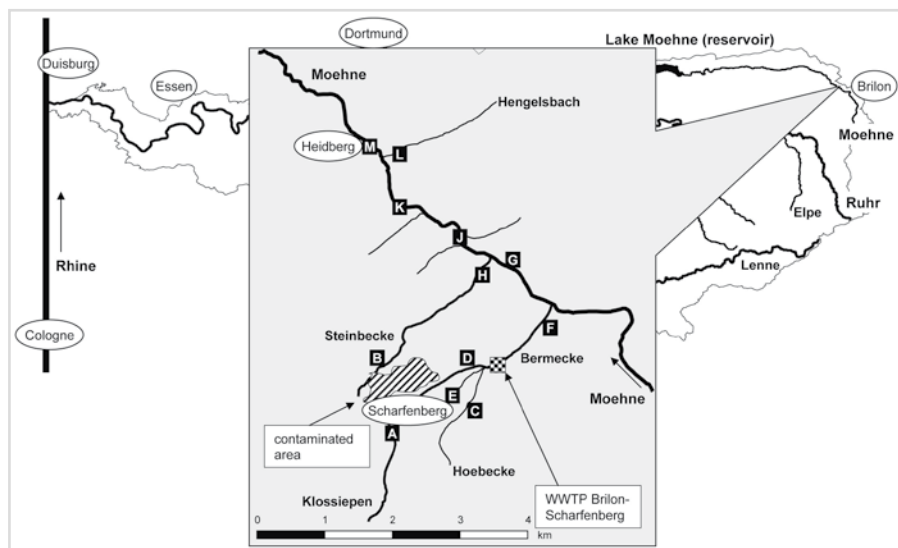 Dortmund
Lake Moehne (reservoir)
Duisburg
Essen
Moehne
Hengelsbach
Brilon
Moehne
Heidberg
M
L
K
Elpe
Ruhr
J
G
Rhine
H
Lenne
Steinbecke
F
Cologne
B
D
Bermecke
E
Moehne
Scharfenberg
C
A
contaminated
area
Hoebecke
WWTP Brilon-
Scharfenberg
Klossiepen
0 1 2 3 4
km